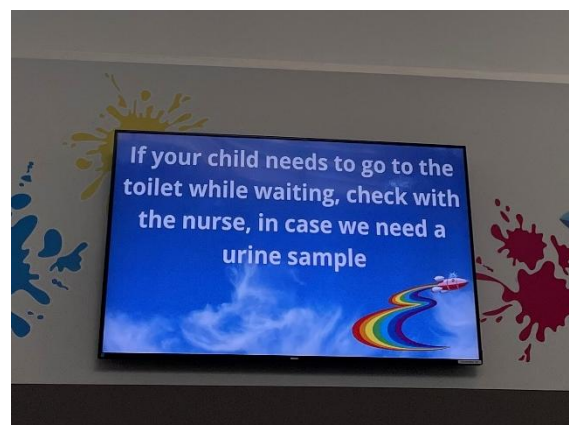 If your child needs to go to the
toilet while waiting, check with
the nurse, in case we need a
urine sample